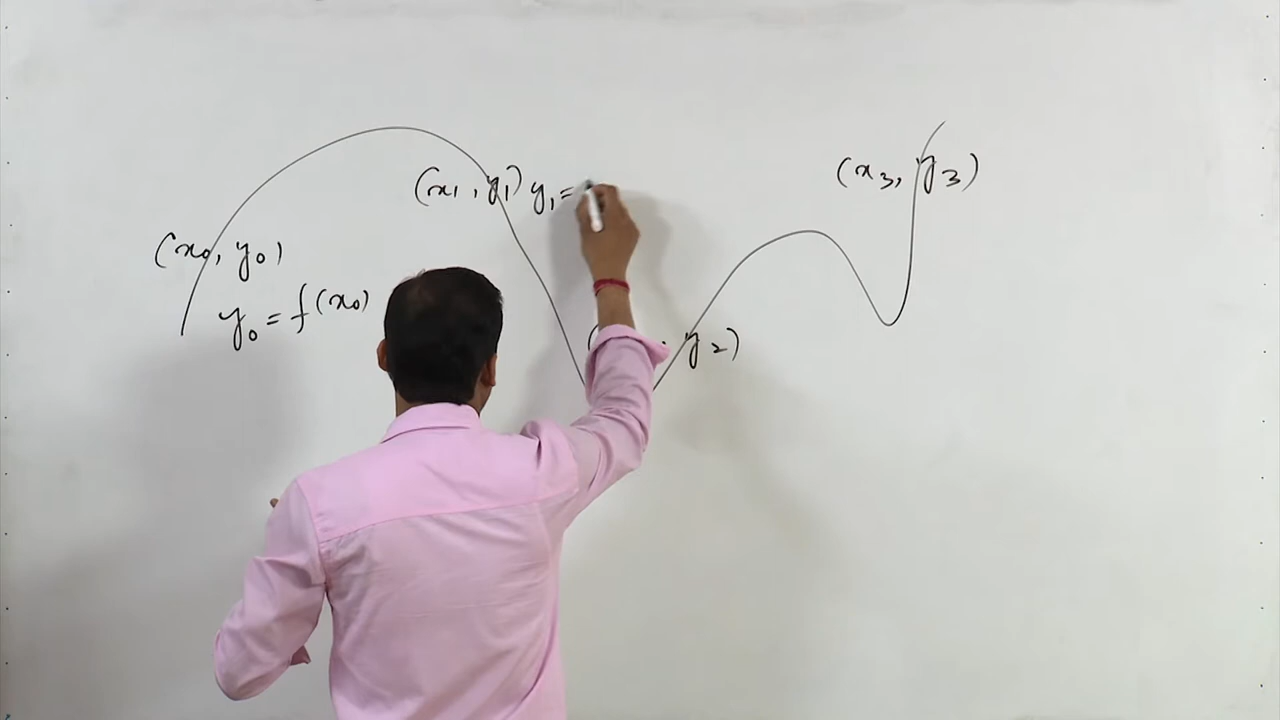 (x₀, y₀)
y₀ = f(x₀)
(x₁, y₁) y₁ =
( , y₂)
(x₃, y₃)